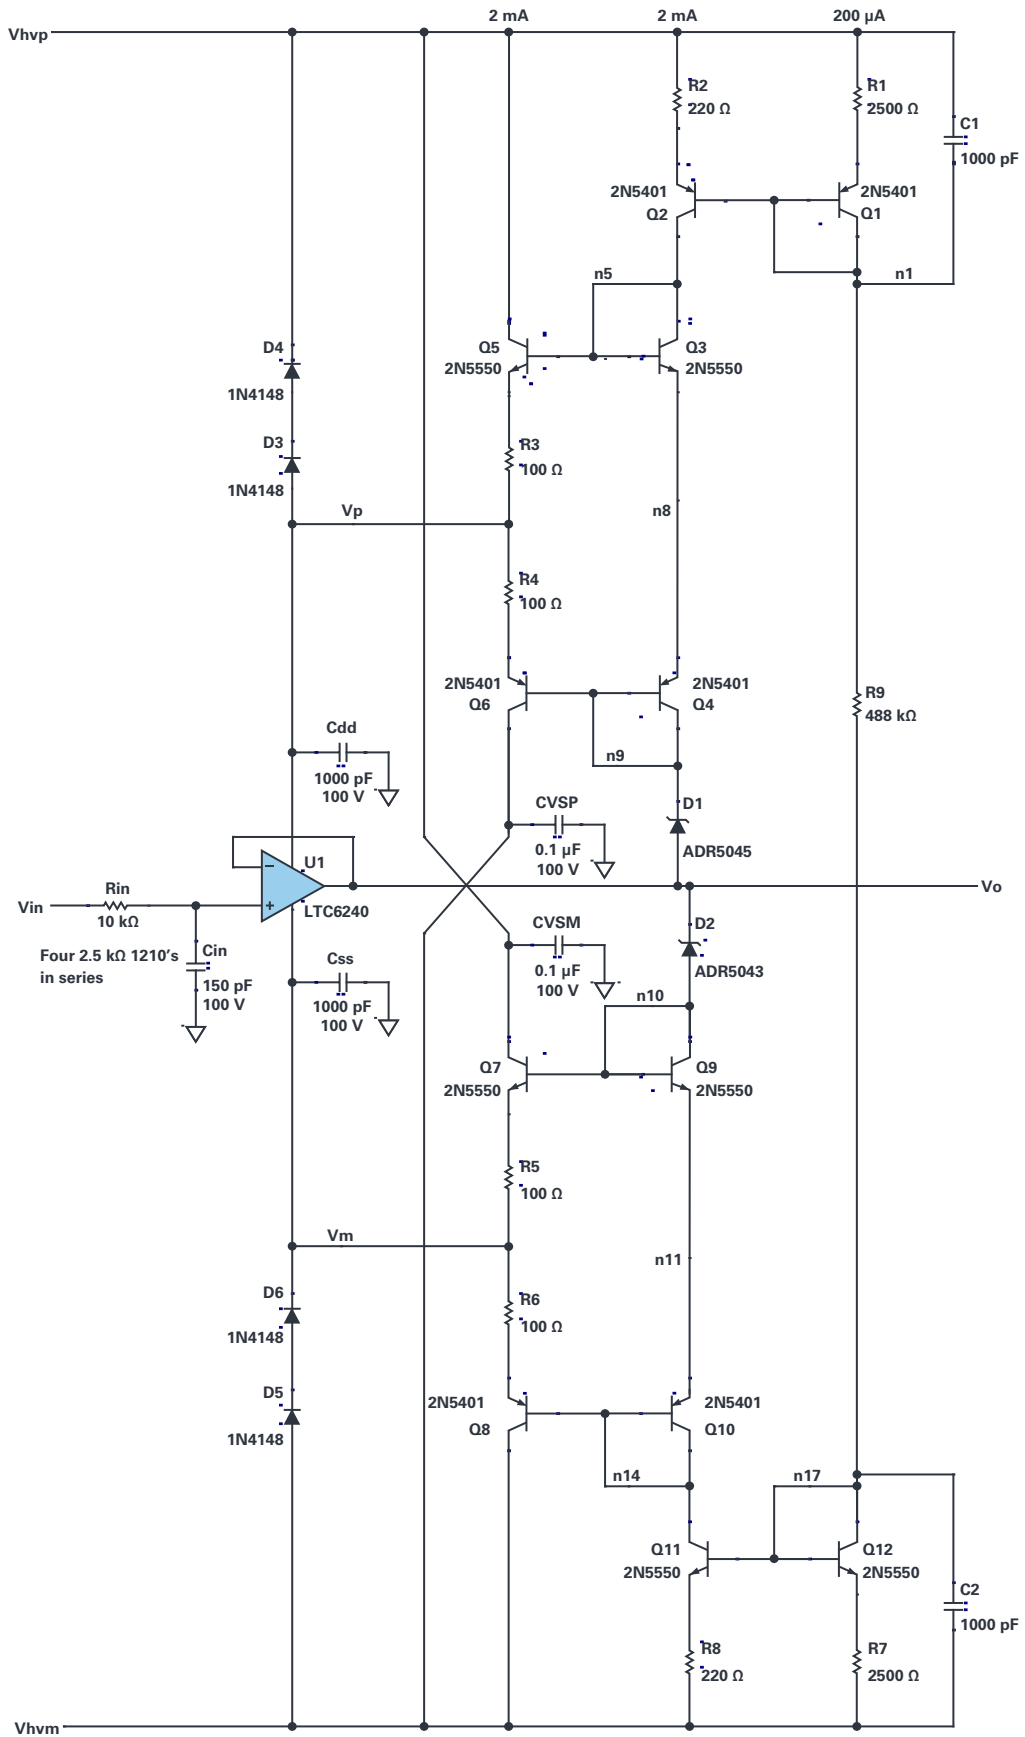 2 mA
2 mA
200 µA
Vhvp
R2
220 Ω
R1
2500 Ω
C1
1000 pF
2N5401
Q2
2N5401
Q1
n5
n1
D4
1N4148
Q5
2N5550
Q3
2N5550
D3
1N4148
R3
100 Ω
Vp
n8
R4
100 Ω
2N5401
Q6
2N5401
Q4
R9
488 kΩ
Cdd
1000 pF
100 V
n9
CVSP
0.1 µF
100 V
D1
ADR5045
U1
LTC6240
Vin
Rin
10 kΩ
Vo
Four 2.5 kΩ 1210's
in series
Cin
150 pF
100 V
Css
1000 pF
100 V
CVSM
0.1 µF
100 V
D2
ADR5043
n10
Q7
2N5550
Q9
2N5550
R5
100 Ω
Vm
n11
D6
1N4148
R6
100 Ω
D5
1N4148
2N5401
Q8
2N5401
Q10
n14
n17
Q11
2N5550
Q12
2N5550
C2
1000 pF
R8
220 Ω
R7
2500 Ω
Vhvm